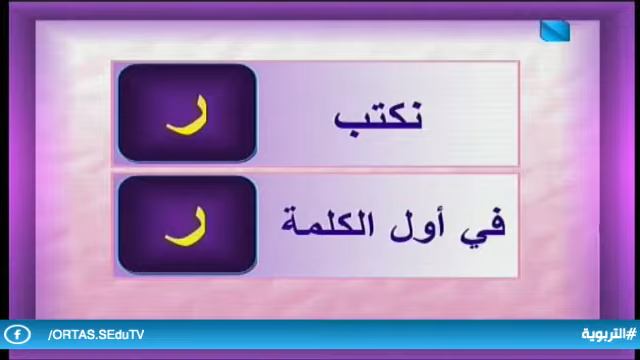 نكتب ر
في أول الكلمة ر
#التربوية
/ORTAS.SEduTV